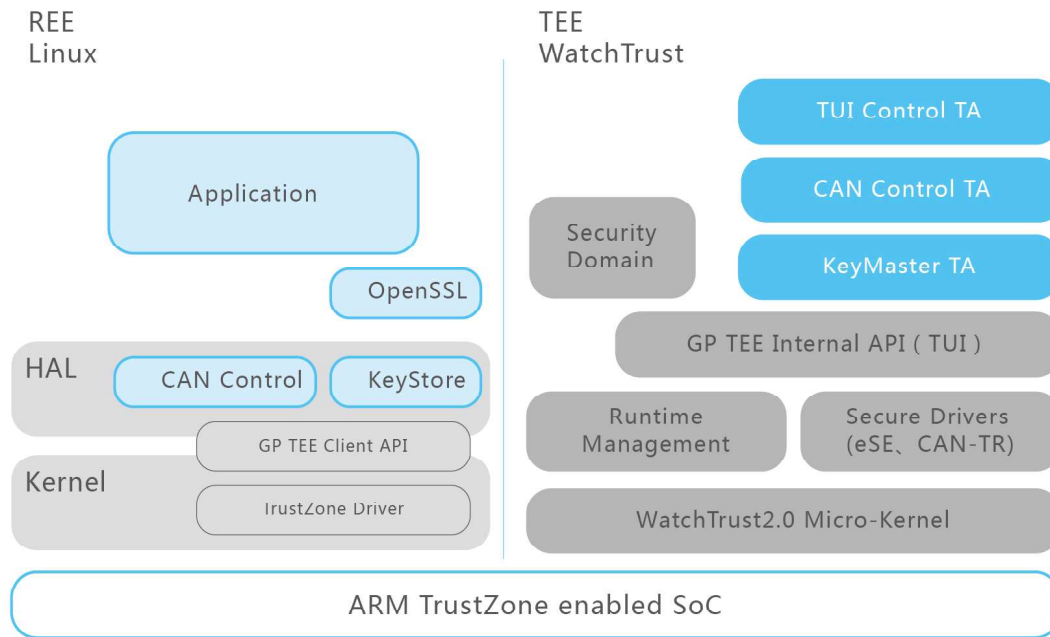 REE
Linux
Application
OpenSSL
HAL
CAN Control
KeyStore
GP TEE Client API
Kernel
TrustZone Driver
TEE
WatchTrust
TUI Control TA
CAN Control TA
Security
Domain
KeyMaster TA
GP TEE Internal API ( TUI )
Runtime
Management
Secure Drivers
(eSE、CAN-TR)
WatchTrust2.0 Micro-Kernel
ARM TrustZone enabled SoC